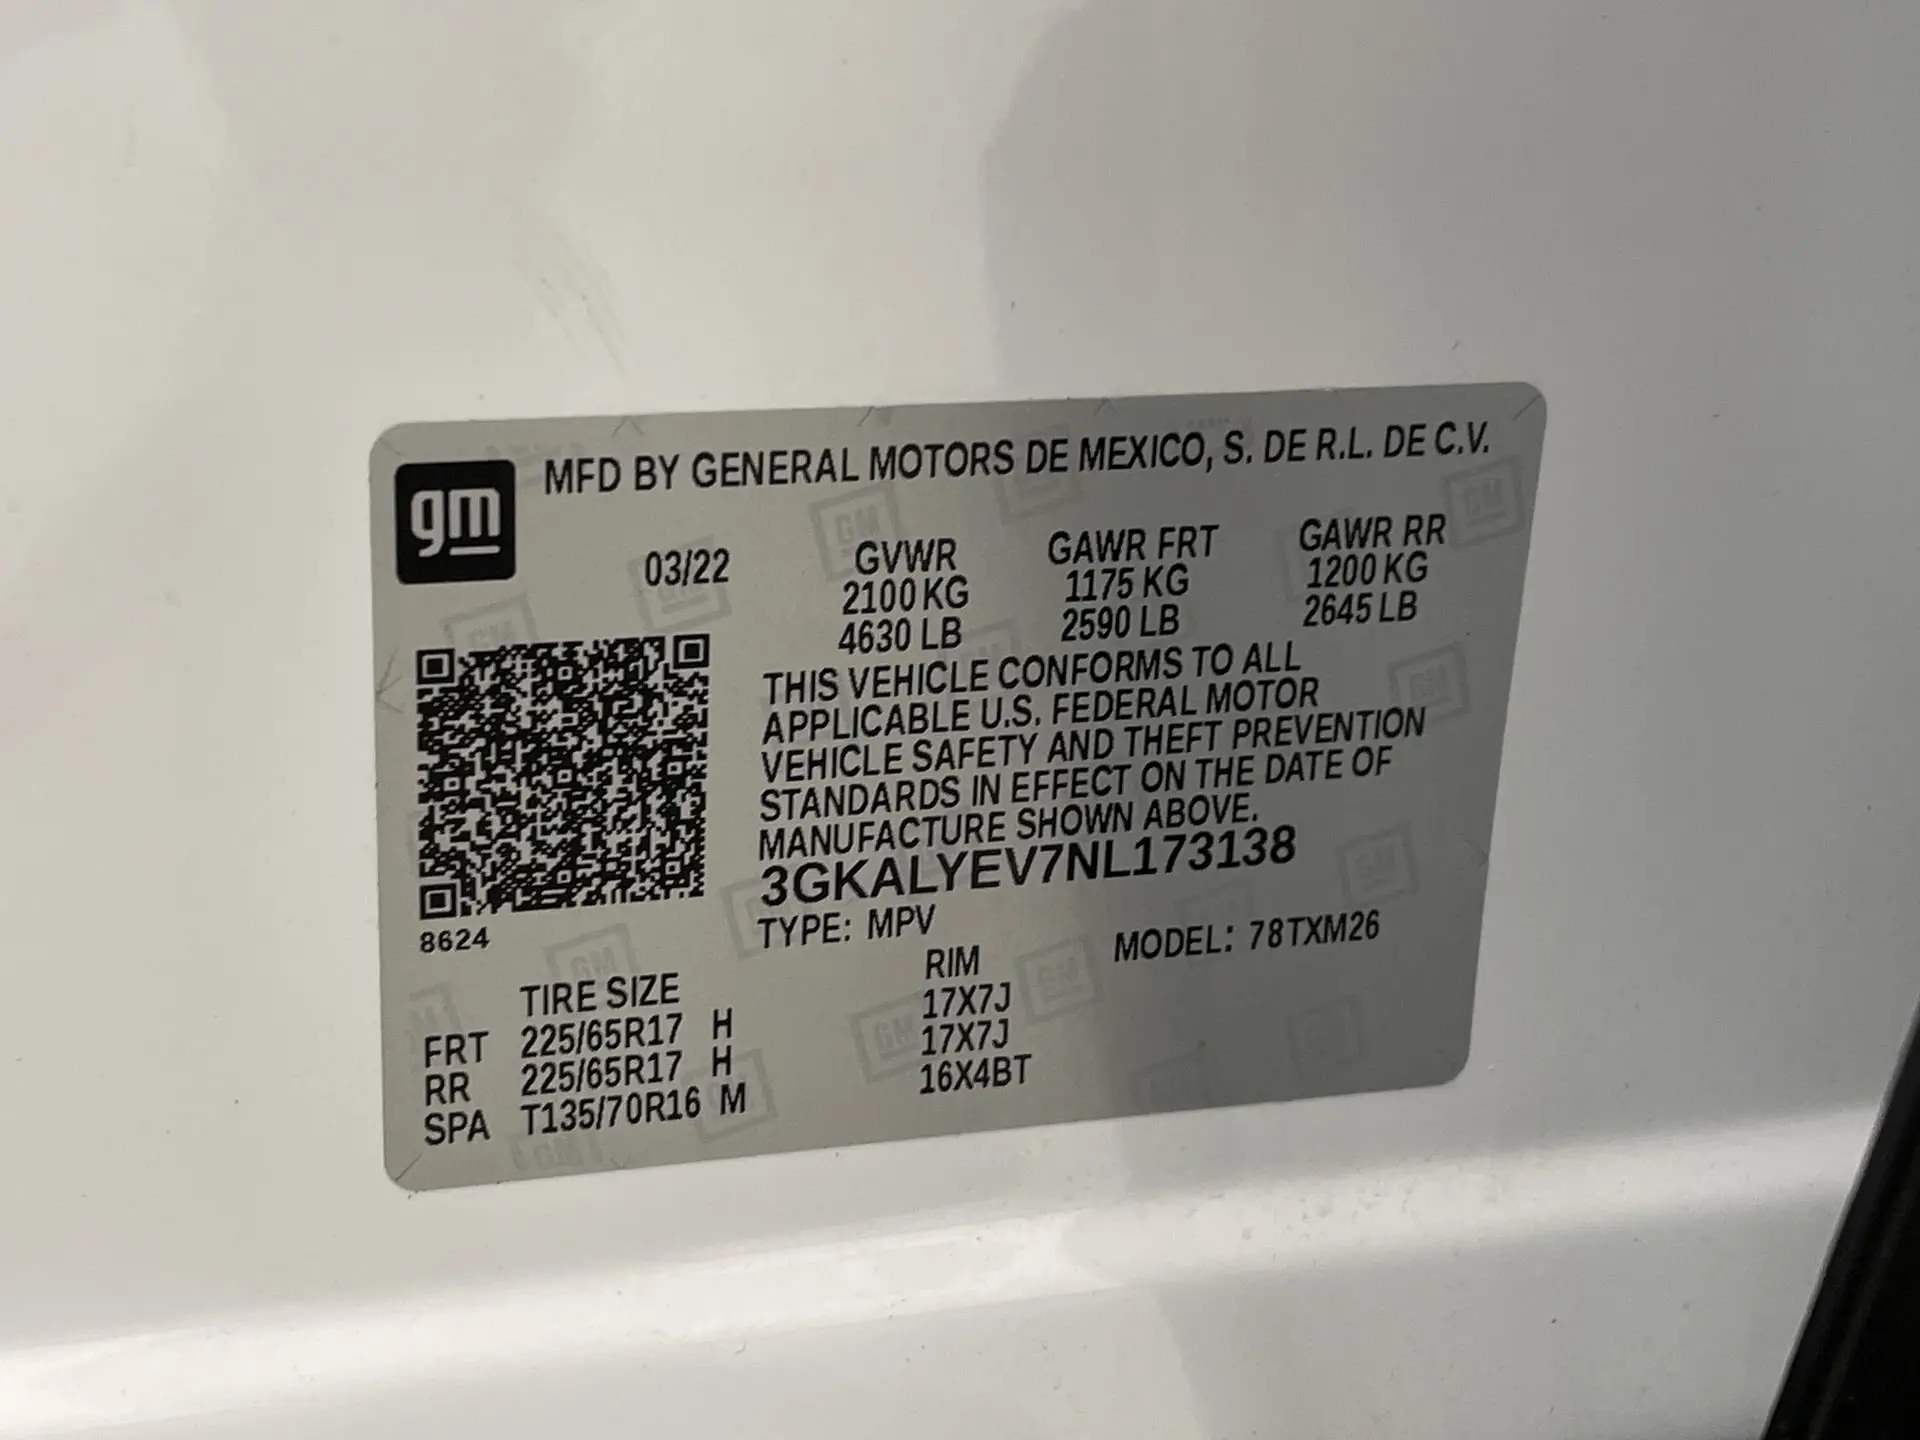 gm
MFD BY GENERAL MOTORS DE MEXICO, S. DE R.L. DE C.V.
03/22
GVWR GAWR FRT GAWR RR
2100 KG 1175 KG 1200 KG
4630 LB 2590 LB 2645 LB
THIS VEHICLE CONFORMS TO ALL
APPLICABLE U.S. FEDERAL MOTOR
VEHICLE SAFETY AND THEFT PREVENTION
STANDARDS IN EFFECT ON THE DATE OF
MANUFACTURE SHOWN ABOVE.
3GKALYEV7NL173138
TYPE: MPV MODEL: 78TXM26
8624
TIRE SIZE RIM
FRT 225/65R17 H 17X7J
RR 225/65R17 H 17X7J
SPA T135/70R16 M 16X4BT